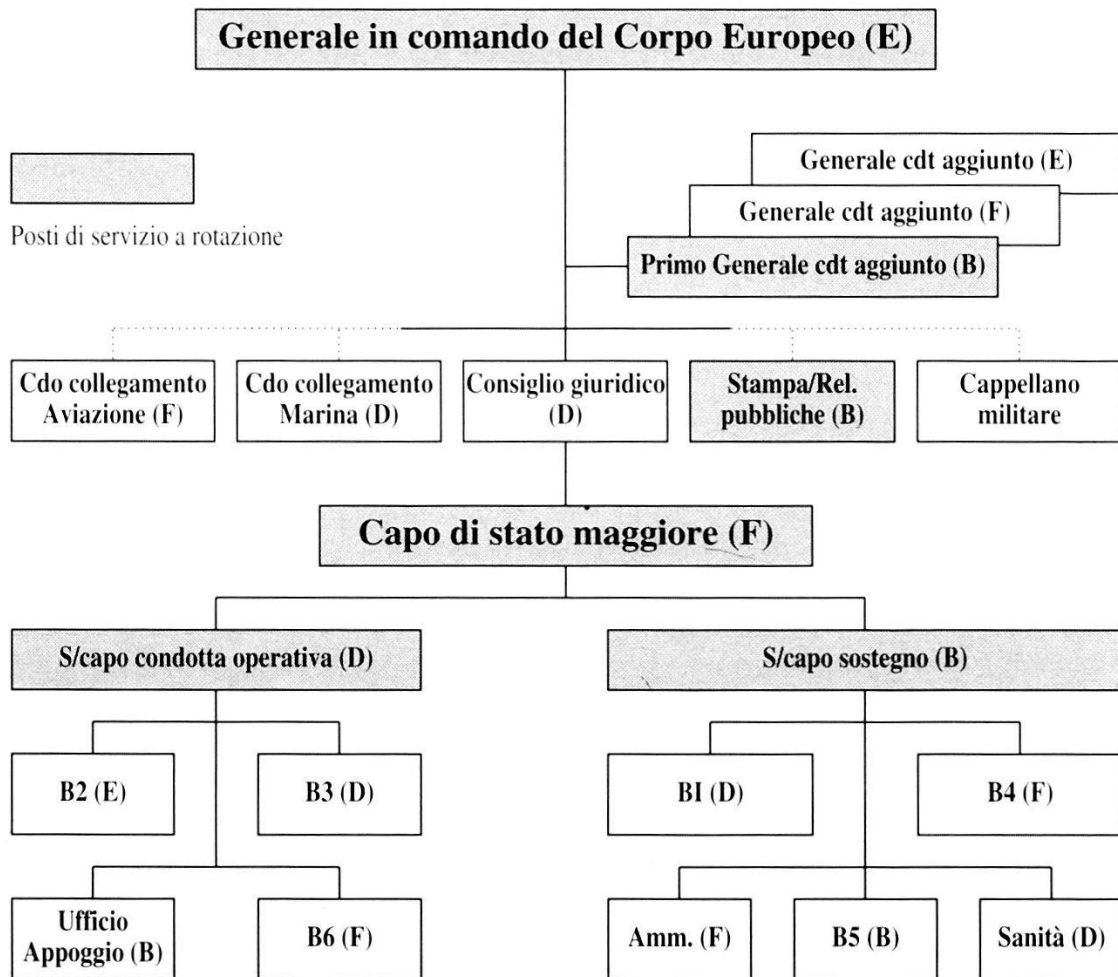 Generale in comando del Corpo Europeo (E)
Generale cdt aggiunto (E)
Generale cdt aggiunto (F)
Primo Generale cdt aggiunto (B)
Posti di servizio a rotazione
Cdo collegamento
Aviazione (F)
Cdo collegamento
Marina (D)
Consiglio giuridico
(D)
Stampa/Rel.
pubbliche (B)
Cappellano
militare
Capo di stato maggiore (F)
S/capo condotta operativa (D)
S/capo sostegno (B)
B2 (E)
B3 (D)
BI (D)
B4 (F)
Ufficio
Appoggio (B)
B6 (F)
Amm. (F)
B5 (B)
Sanità (D)